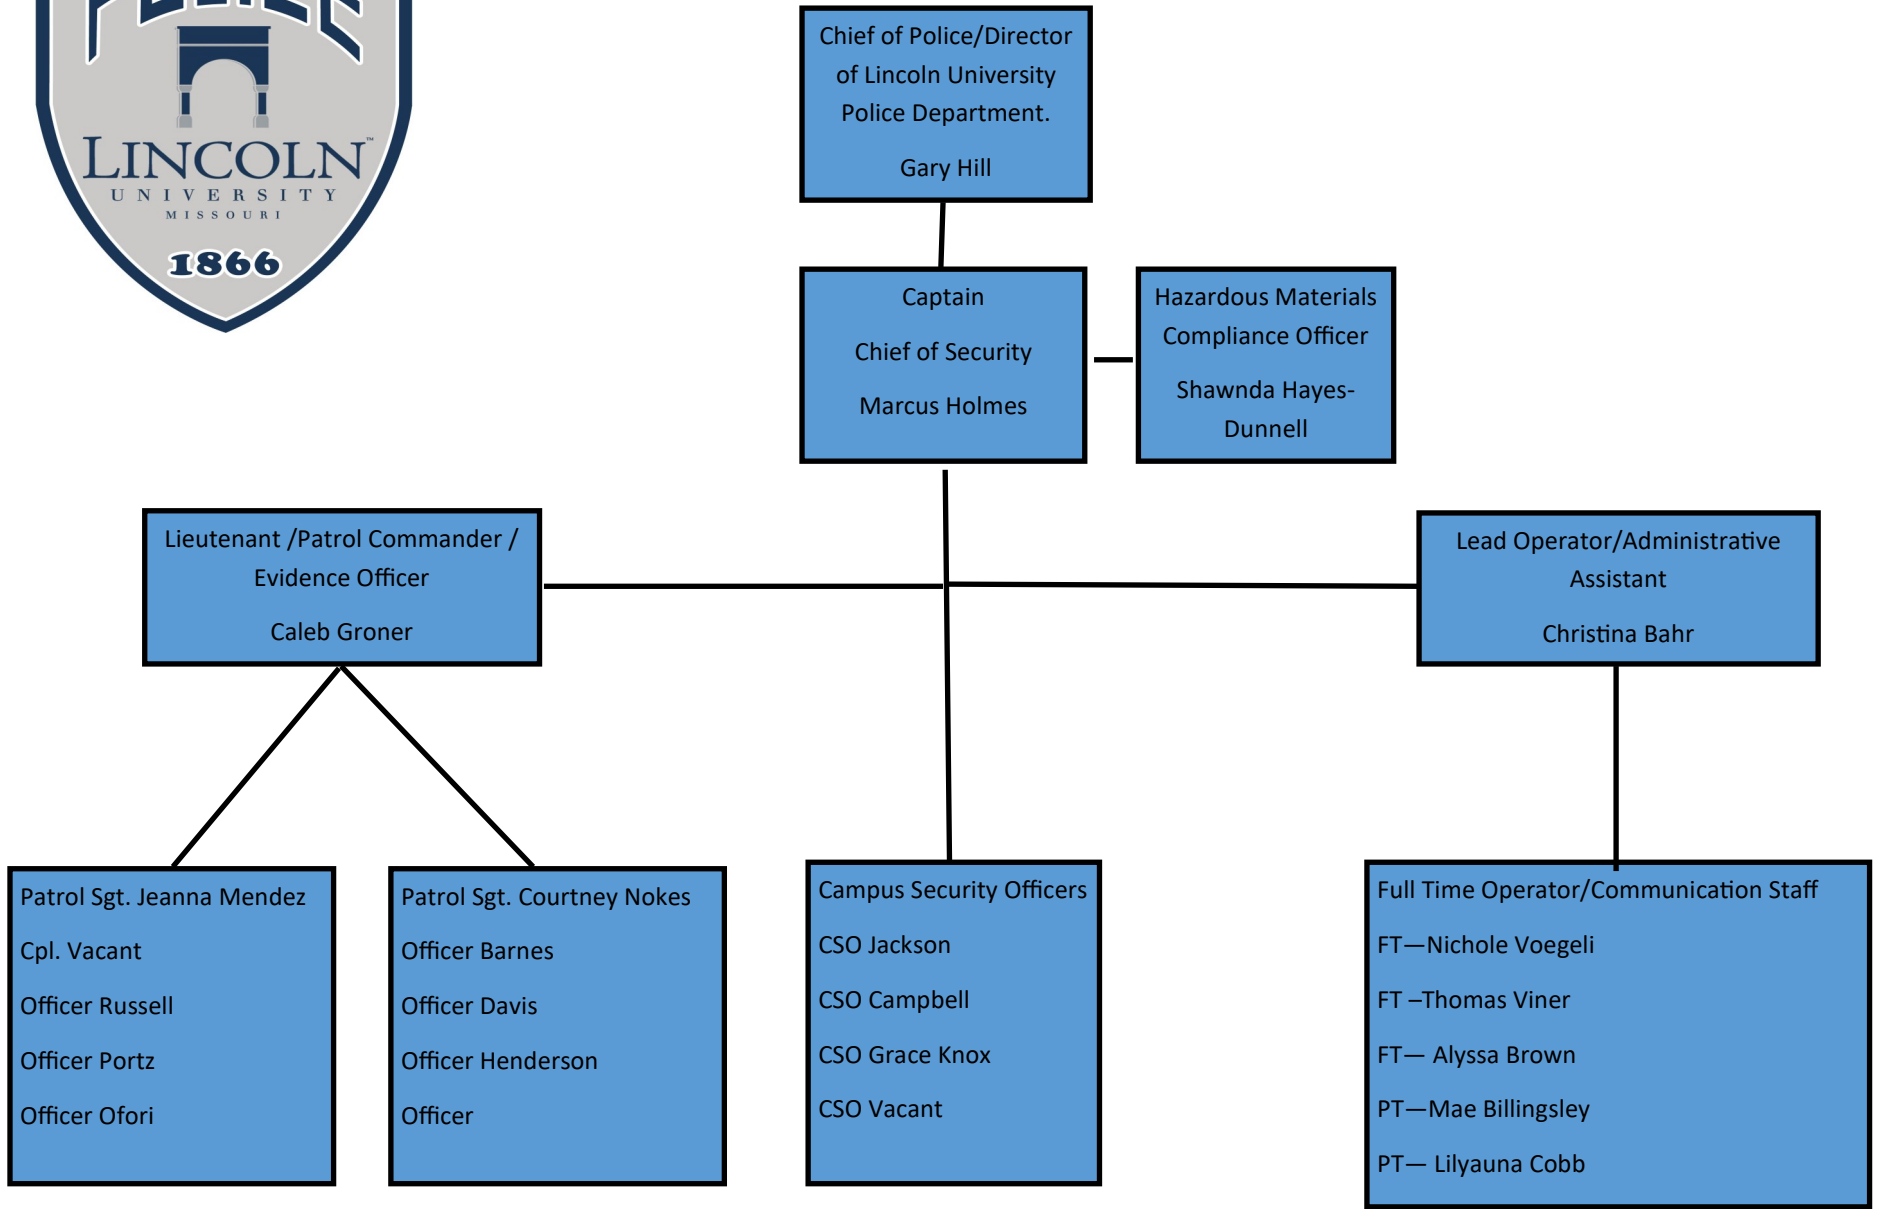 POLICE
LINCOLN™
UNIVERSITY
MISSOURI
1866
Chief of Police/Director
of Lincoln University
Police Department.
Gary Hill
Captain
Chief of Security
Marcus Holmes
Hazardous Materials
Compliance Officer
Shawnda Hayes-
Dunnell
Lieutenant /Patrol Commander /
Evidence Officer
Caleb Groner
Lead Operator/Administrative
Assistant
Christina Bahr
Patrol Sgt. Jeanna Mendez
Cpl. Vacant
Officer Russell
Officer Portz
Officer Ofori
Patrol Sgt. Courtney Nokes
Officer Barnes
Officer Davis
Officer Henderson
Officer
Campus Security Officers
CSO Jackson
CSO Campbell
CSO Grace Knox
CSO Vacant
Full Time Operator/Communication Staff
FT—Nichole Voegeli
FT –Thomas Viner
FT— Alyssa Brown
PT—Mae Billingsley
PT— Lilyauna Cobb